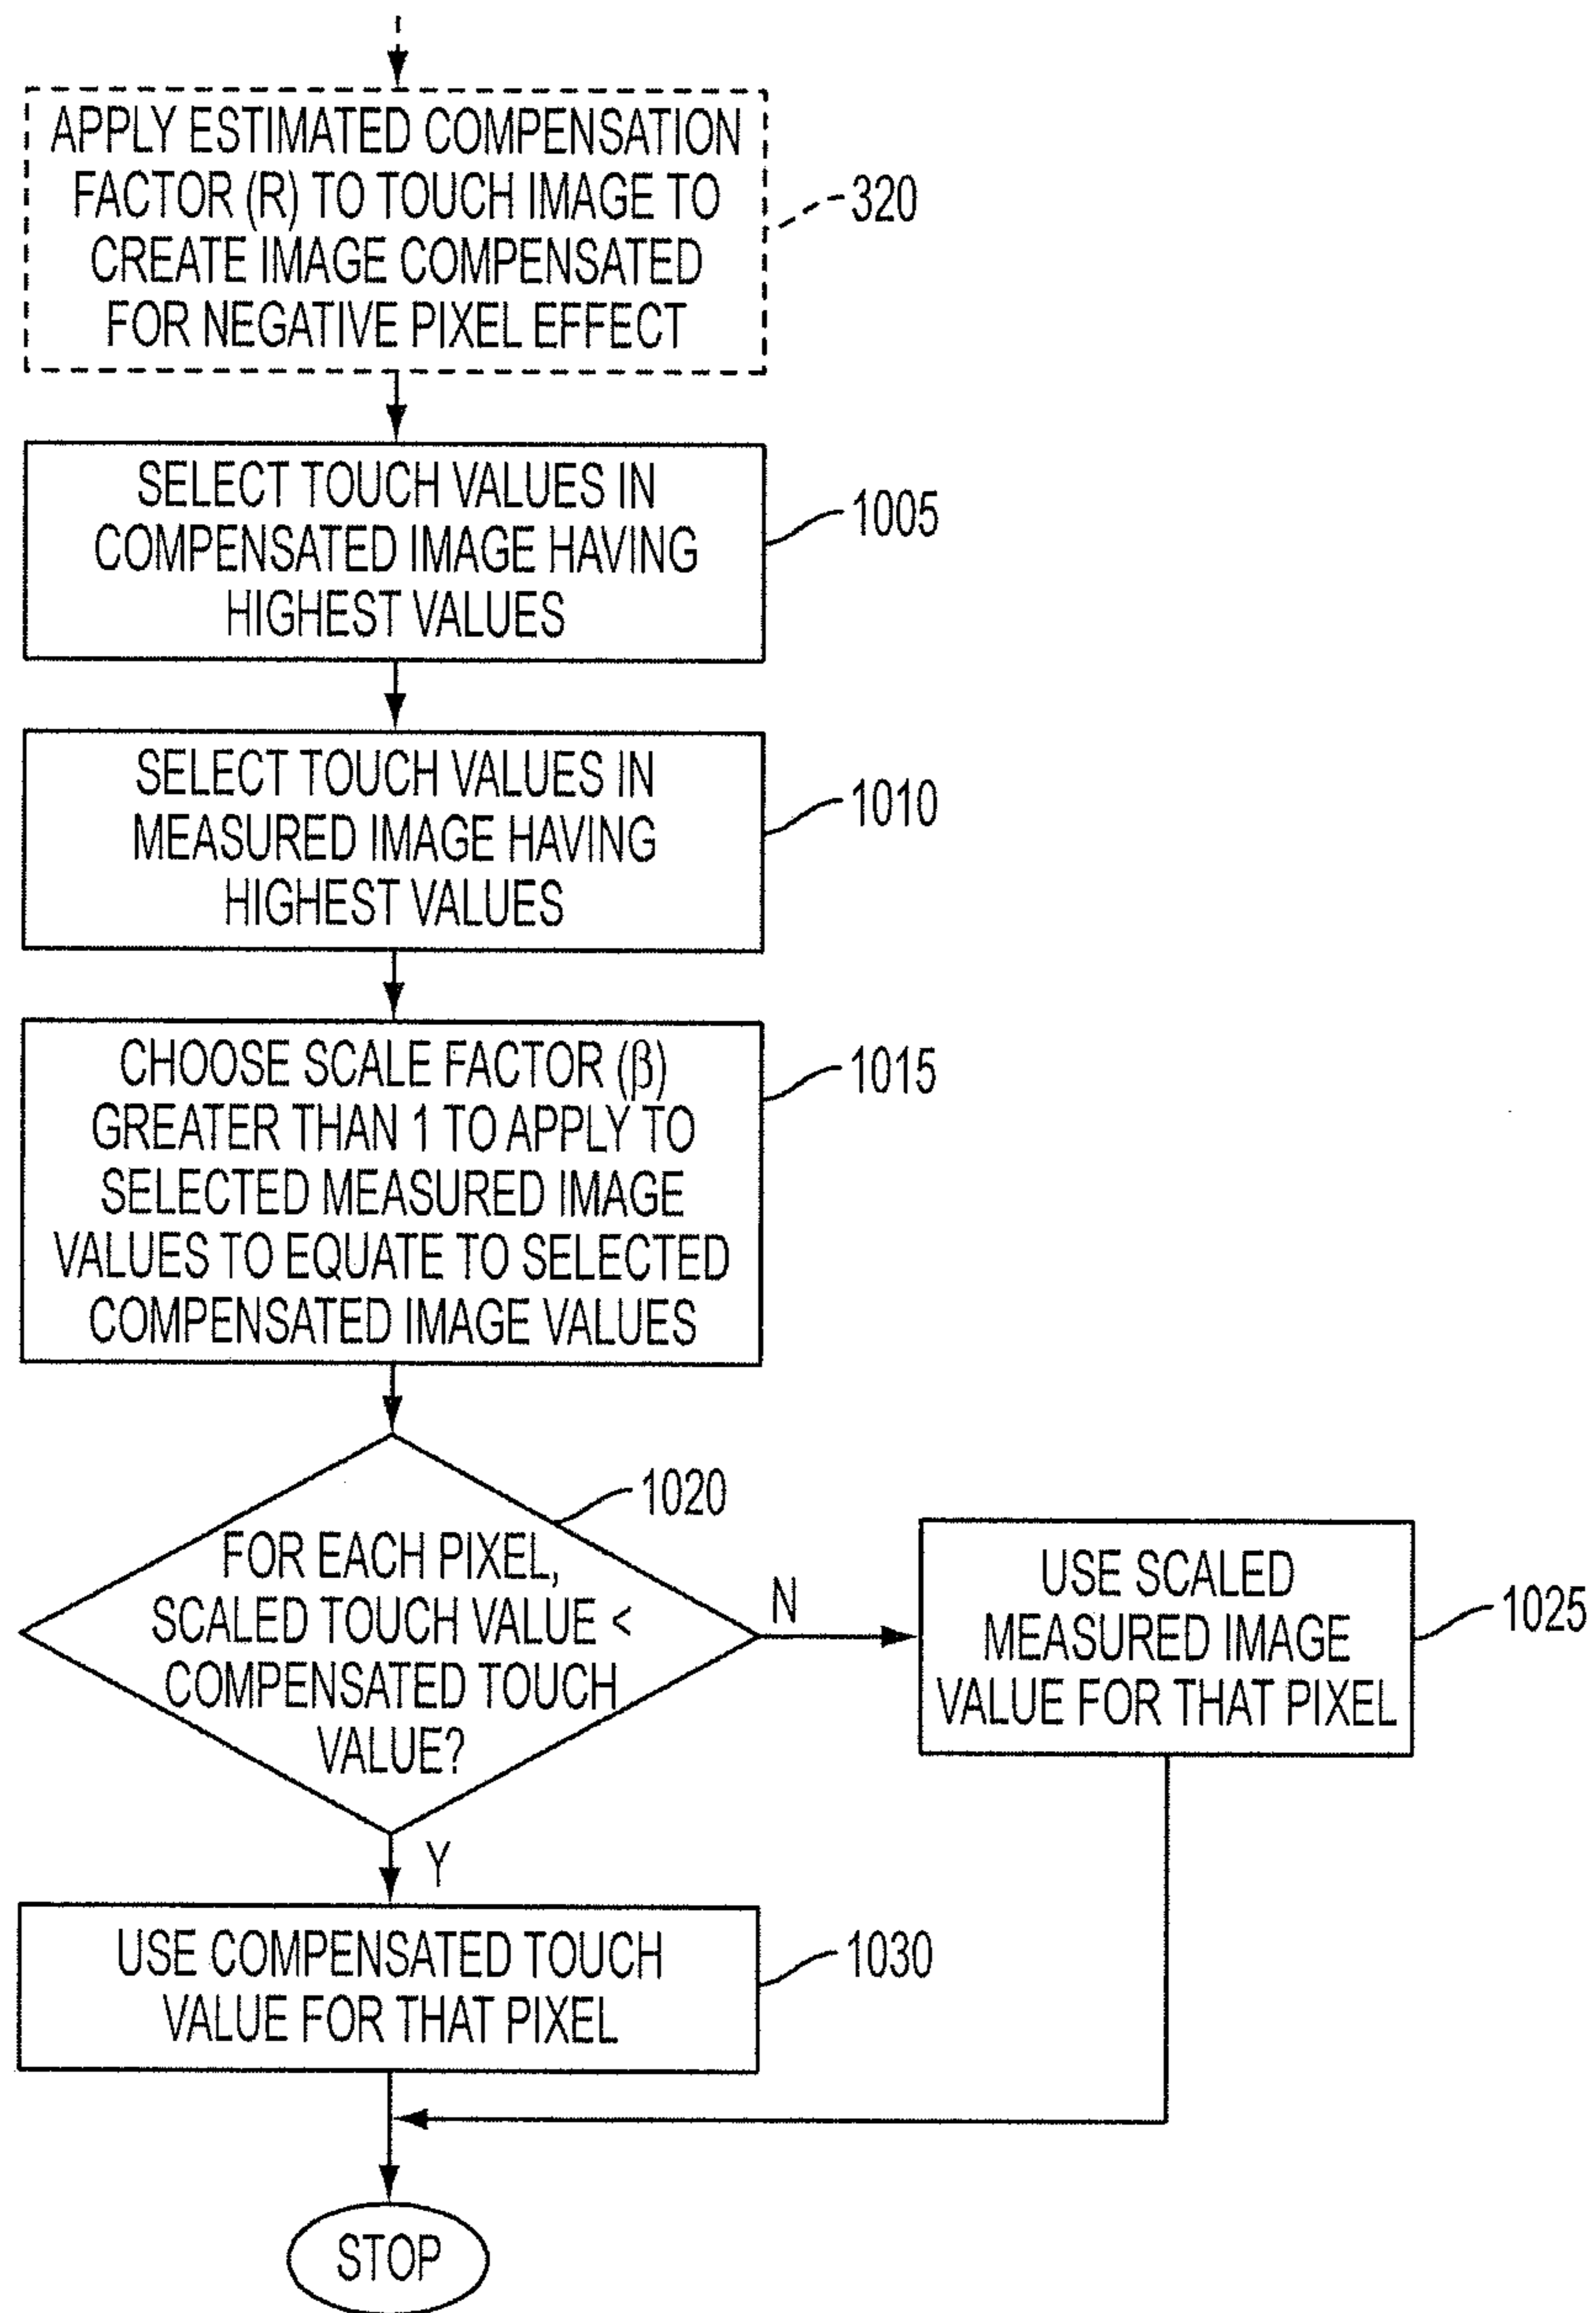 APPLY ESTIMATED COMPENSATION
FACTOR (R) TO TOUCH IMAGE TO
CREATE IMAGE COMPENSATED
FOR NEGATIVE PIXEL EFFECT
320
SELECT TOUCH VALUES IN
COMPENSATED IMAGE HAVING
HIGHEST VALUES
1005
SELECT TOUCH VALUES IN
MEASURED IMAGE HAVING
HIGHEST VALUES
1010
CHOOSE SCALE FACTOR (β)
GREATER THAN 1 TO APPLY TO
SELECTED MEASURED IMAGE
VALUES TO EQUATE TO SELECTED
COMPENSATED IMAGE VALUES
1015
FOR EACH PIXEL,
SCALED TOUCH VALUE <
COMPENSATED TOUCH
VALUE?
1020
N
USE SCALED
MEASURED IMAGE
VALUE FOR THAT PIXEL
1025
Y
USE COMPENSATED TOUCH
VALUE FOR THAT PIXEL
1030
STOP